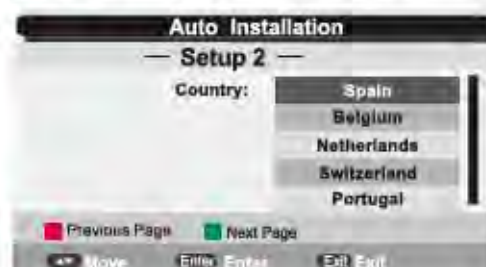 Auto Installation
— Setup 2 —
Country: Spain
Belgium
Netherlands
Switzerland
Portugal
Previous Page Next Page
Move Enter Enter Exit Exit